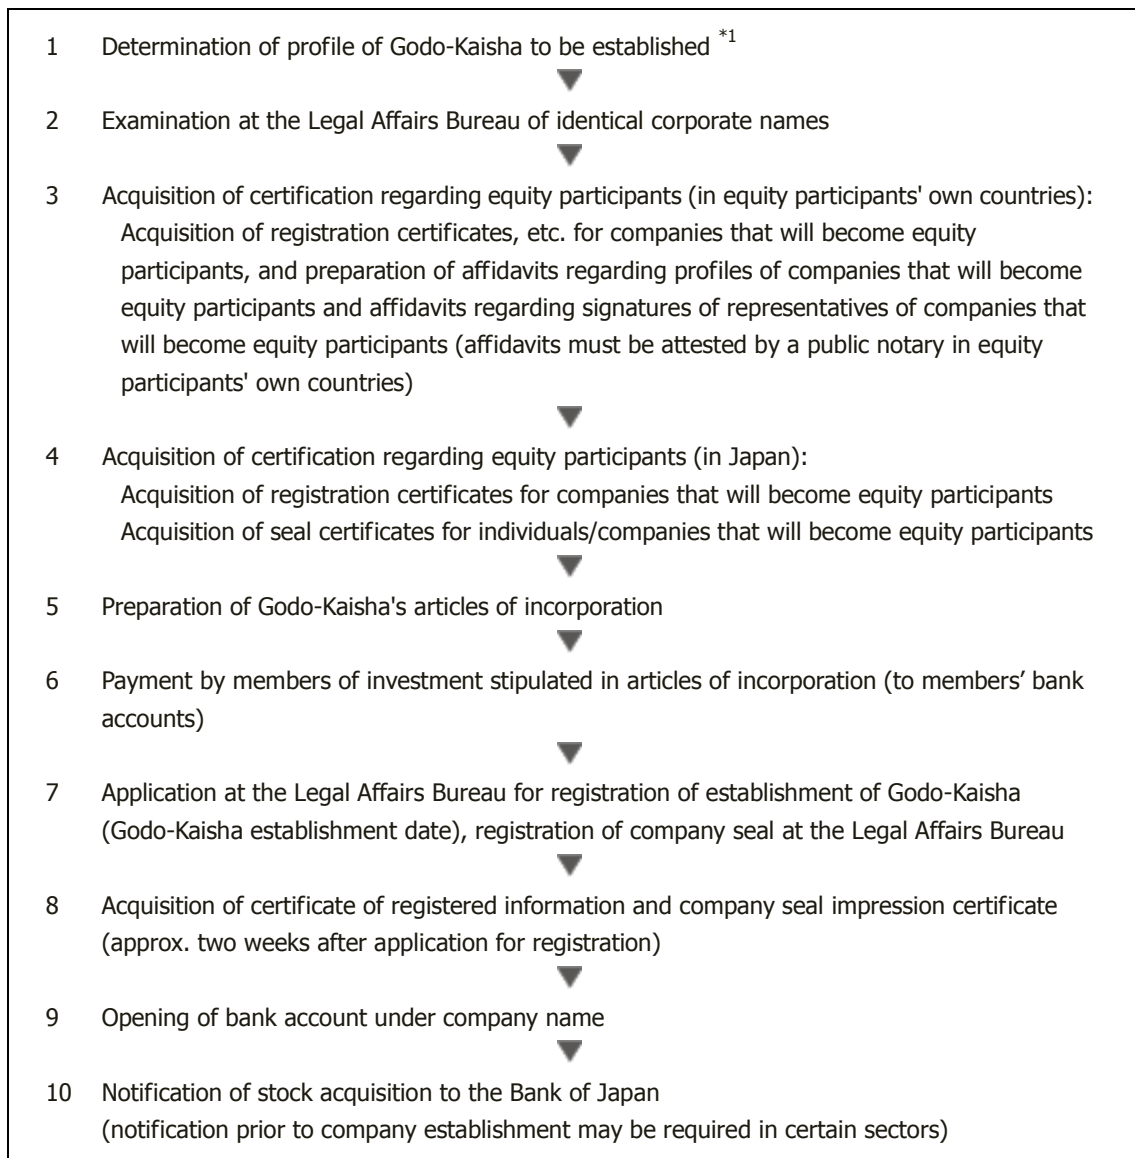 1 Determination of profile of Godo-Kaisha to be established *1
2 Examination at the Legal Affairs Bureau of identical corporate names
3 Acquisition of certification regarding equity participants (in equity participants' own countries):
Acquisition of registration certificates, etc. for companies that will become equity
participants, and preparation of affidavits regarding profiles of companies that will become
equity participants and affidavits regarding signatures of representatives of companies that
will become equity participants (affidavits must be attested by a public notary in equity
participants' own countries)
4 Acquisition of certification regarding equity participants (in Japan):
Acquisition of registration certificates for companies that will become equity participants
Acquisition of seal certificates for individuals/companies that will become equity participants
5 Preparation of Godo-Kaisha's articles of incorporation
6 Payment by members of investment stipulated in articles of incorporation (to members’ bank
accounts)
7 Application at the Legal Affairs Bureau for registration of establishment of Godo-Kaisha
(Godo-Kaisha establishment date), registration of company seal at the Legal Affairs Bureau
8 Acquisition of certificate of registered information and company seal impression certificate
(approx. two weeks after application for registration)
9 Opening of bank account under company name
10 Notification of stock acquisition to the Bank of Japan
(notification prior to company establishment may be required in certain sectors)